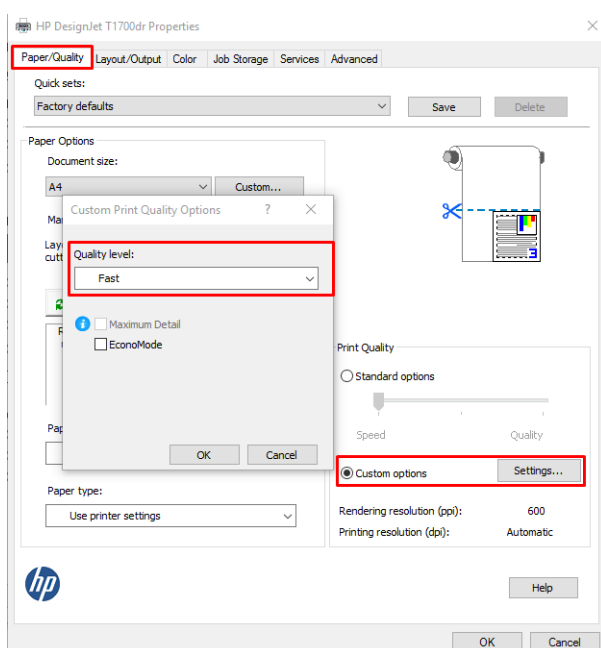 HP DesignJet T1700dr Properties
Paper/Quality Layout/Output Color Job Storage Services Advanced
Quick sets:
Factory defaults
Save
Delete
Paper Options
Document size:
A4
Custom...
Custom Print Quality Options ?
Quality level:
Fast
Maximum Detail
EconoMode
OK Cancel
Print Quality
Standard options
Speed Quality
Custom options
Settings...
Paper type:
Use printer settings
Rendering resolution (ppi): 600
Printing resolution (dpi): Automatic
hp
Help
OK Cancel